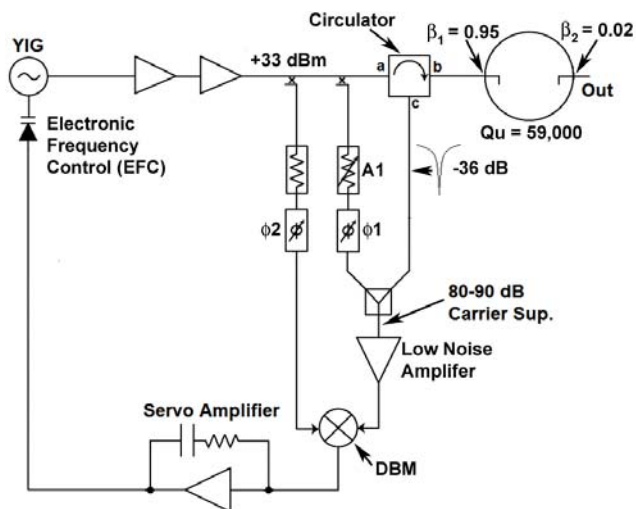 Circulator
β1 = 0.95
β2 = 0.02
YIG
+33 dBm
a
b
c
Out
Qu = 59,000
Electronic
Frequency
Control (EFC)
A1
-36 dB
ϕ2
ϕ
ϕ
ϕ1
80-90 dB
Carrier Sup.
Low Noise
Amplifer
Servo Amplifier
DBM